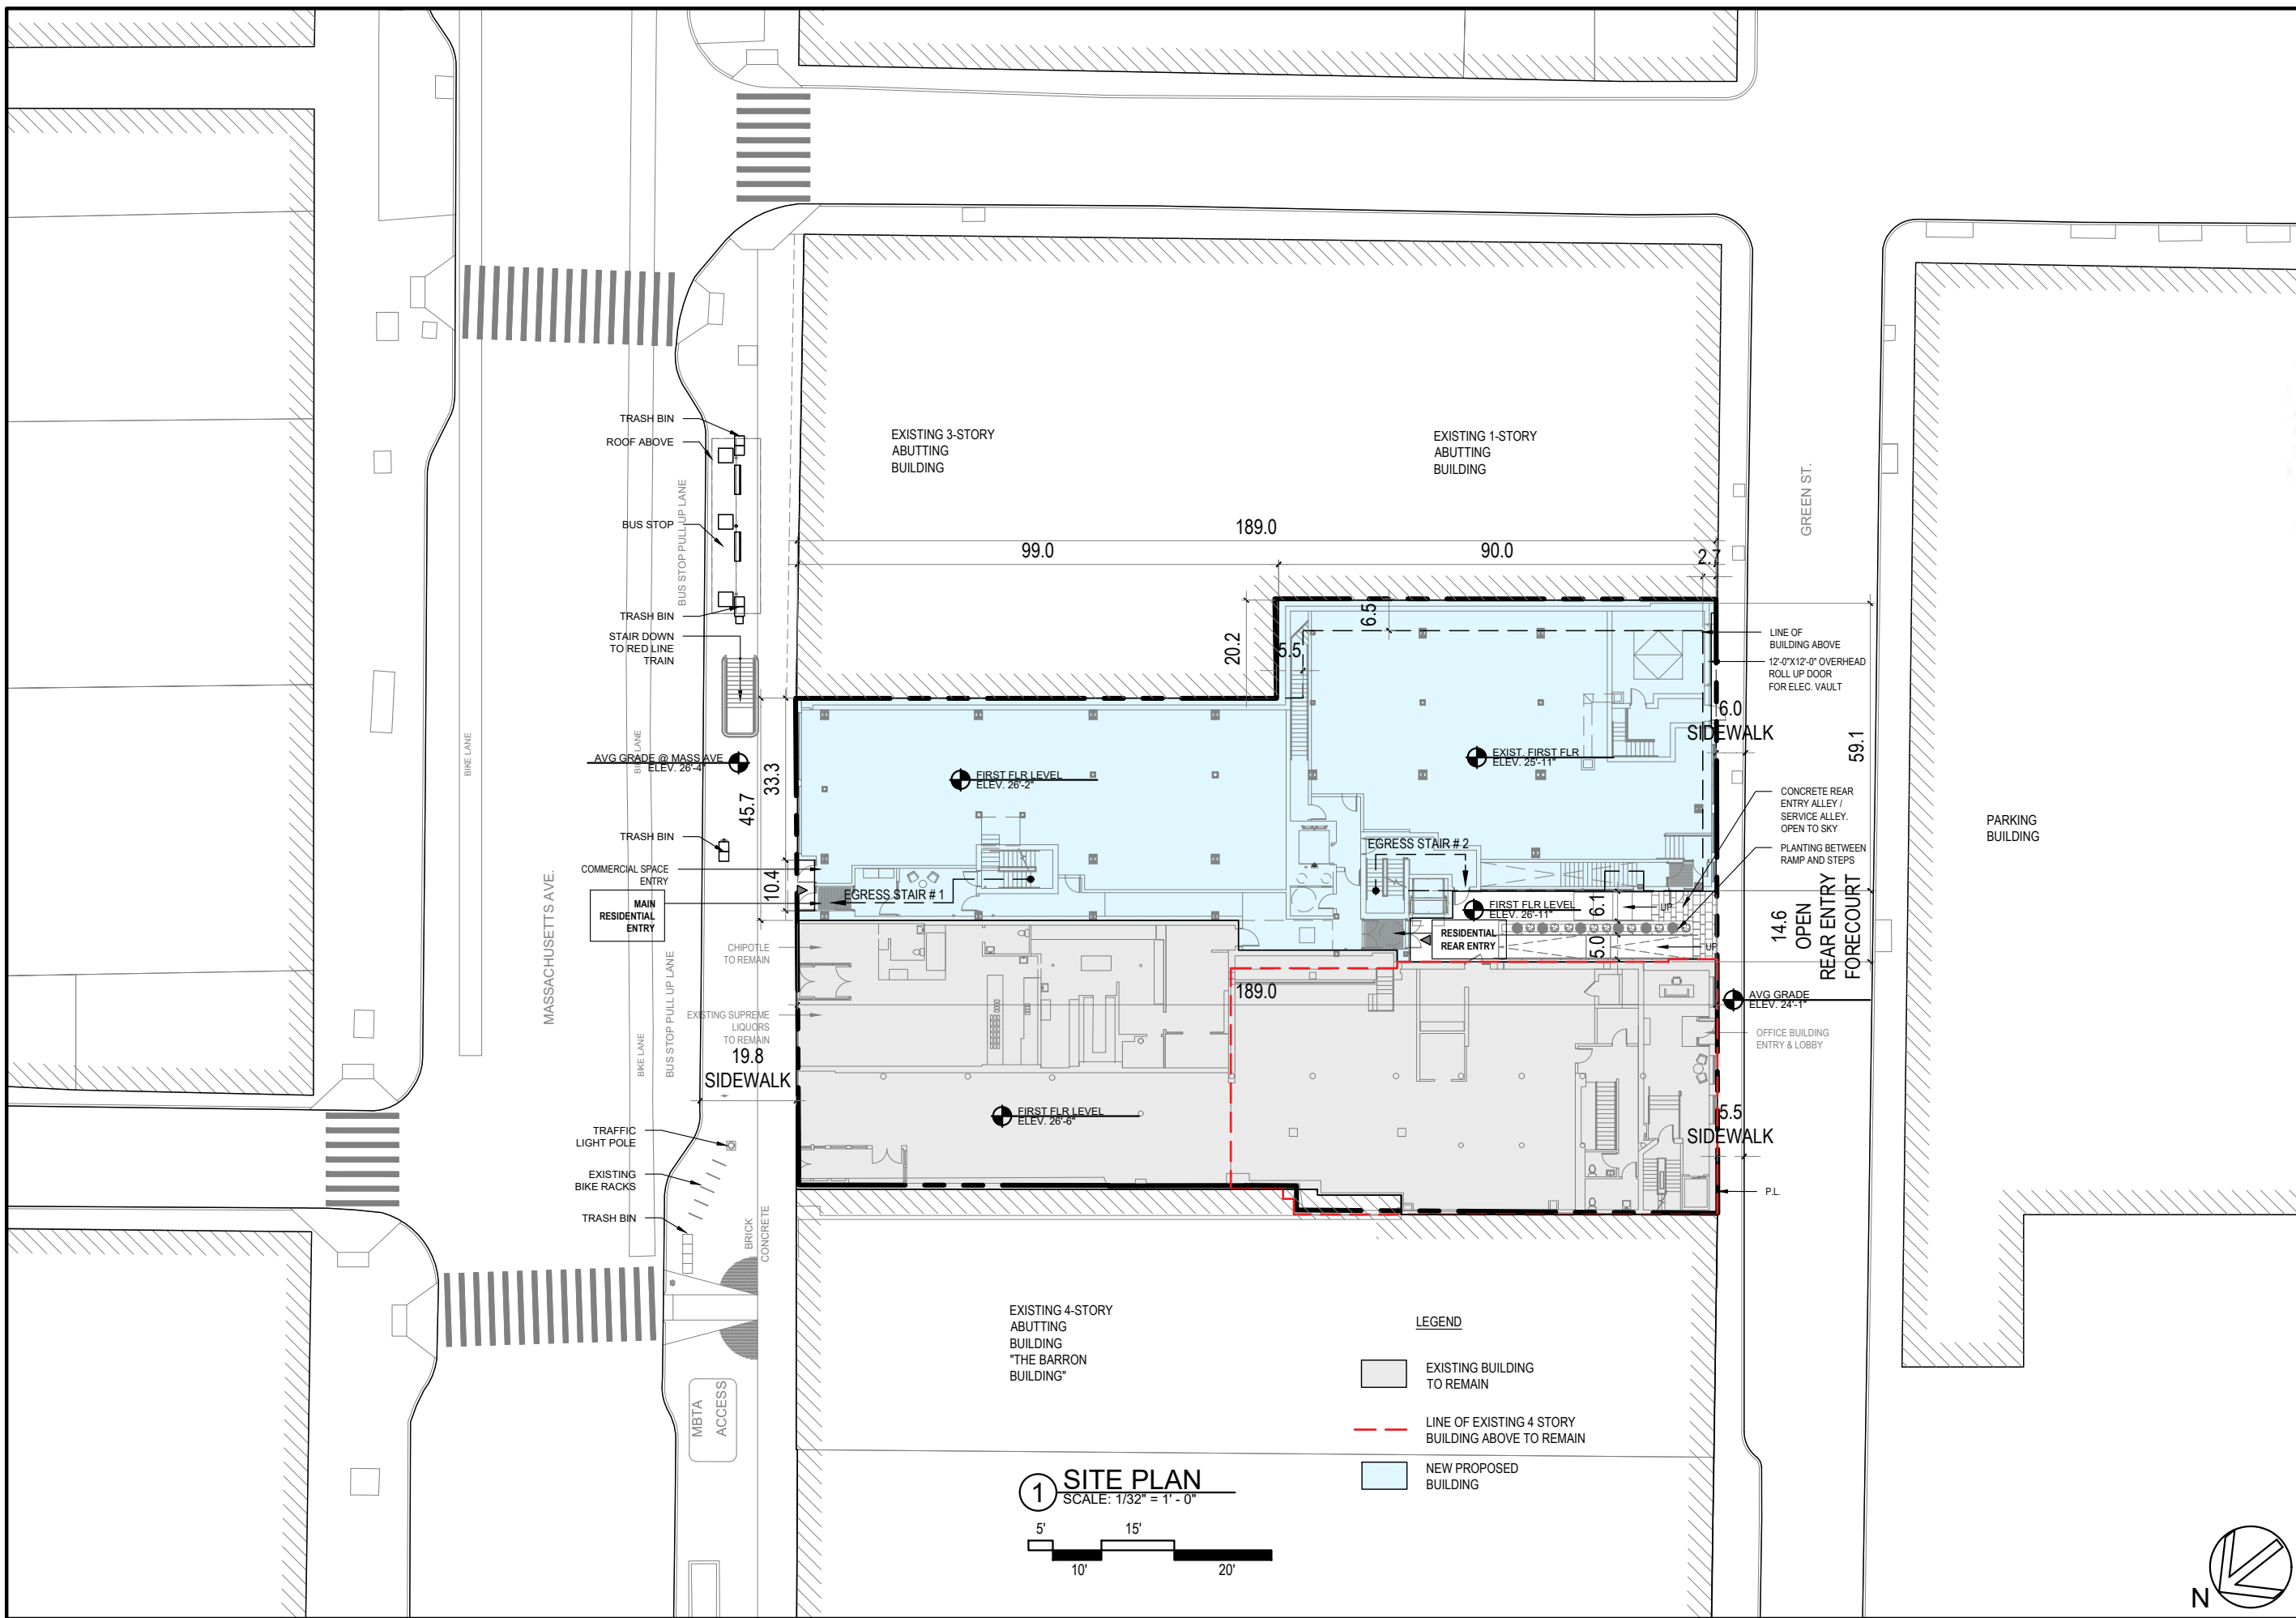 TRASH BIN
ROOF ABOVE
BUS STOP
BUS STOP PULL UP LANE
TRASH BIN
STAIR DOWN
TO RED LINE
TRAIN
BIKE LANE
BIKE LANE
AVG GRADE @ MASS AVE
ELEV. 26'-4"
45.7
33.3
10.4
TRASH BIN
COMMERCIAL SPACE
ENTRY
MAIN
RESIDENTIAL
ENTRY
MASSACHUSETTS AVE.
CHIPOTLE
TO REMAIN
EXISTING SUPREME
LIQUORS
TO REMAIN
BIKE LANE
BUS STOP PULL UP LANE
19.8
SIDEWALK
TRAFFIC
LIGHT POLE
EXISTING
BIKE RACKS
TRASH BIN
BRICK
CONCRETE
MBTA
ACCESS
EXISTING 3-STORY
ABUTTING
BUILDING
EXISTING 1-STORY
ABUTTING
BUILDING
189.0
99.0
90.0
2.7
20.2
5.5
6.5
FIRST FLR LEVEL
ELEV. 26'-2"
EXIST. FIRST FLR
ELEV. 25'-11"
EGRESS STAIR # 1
EGRESS STAIR # 2
FIRST FLR LEVEL
ELEV. 26'-11"
6.1
UP
RESIDENTIAL
REAR ENTRY
5.0
UP
189.0
FIRST FLR LEVEL
ELEV. 26'-6"
GREEN ST.
LINE OF
BUILDING ABOVE
12'-0"X12'-0" OVERHEAD
ROLL UP DOOR
FOR ELEC. VAULT
6.0
SIDEWALK
59.1
CONCRETE REAR
ENTRY ALLEY /
SERVICE ALLEY.
OPEN TO SKY
PLANTING BETWEEN
RAMP AND STEPS
14.6
OPEN
REAR ENTRY
FORECOURT
AVG GRADE
ELEV. 24'-1"
OFFICE BUILDING
ENTRY & LOBBY
5.5
SIDEWALK
P.L.
PARKING
BUILDING
EXISTING 4-STORY
ABUTTING
BUILDING
"THE BARRON
BUILDING"
LEGEND
EXISTING BUILDING
TO REMAIN
LINE OF EXISTING 4 STORY
BUILDING ABOVE TO REMAIN
NEW PROPOSED
BUILDING
1
SITE PLAN
SCALE: 1/32" = 1' - 0"
5'
15'
10'
20'
N